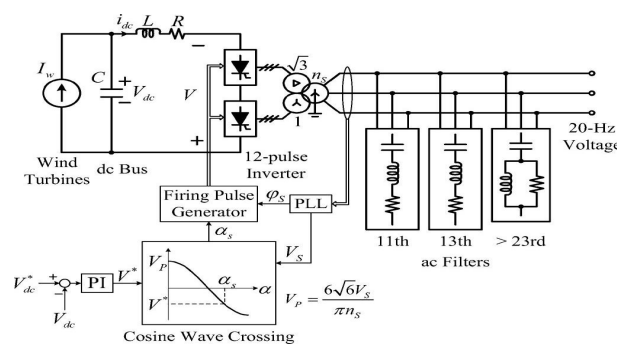 i_dc L R
I_w
C
+
V_dc
−
−
V
+
√3
n_s
1
Wind
Turbines
dc Bus
12-pulse
Inverter
20-Hz
Voltage
Firing Pulse
Generator
φ_S
PLL
11th
13th
> 23rd
ac Filters
α_s
V_S
V*_dc
+
−
V_dc
PI
V*
V_P
α_s
α
V*
V_P = 6√6V_S / πn_S
Cosine Wave Crossing